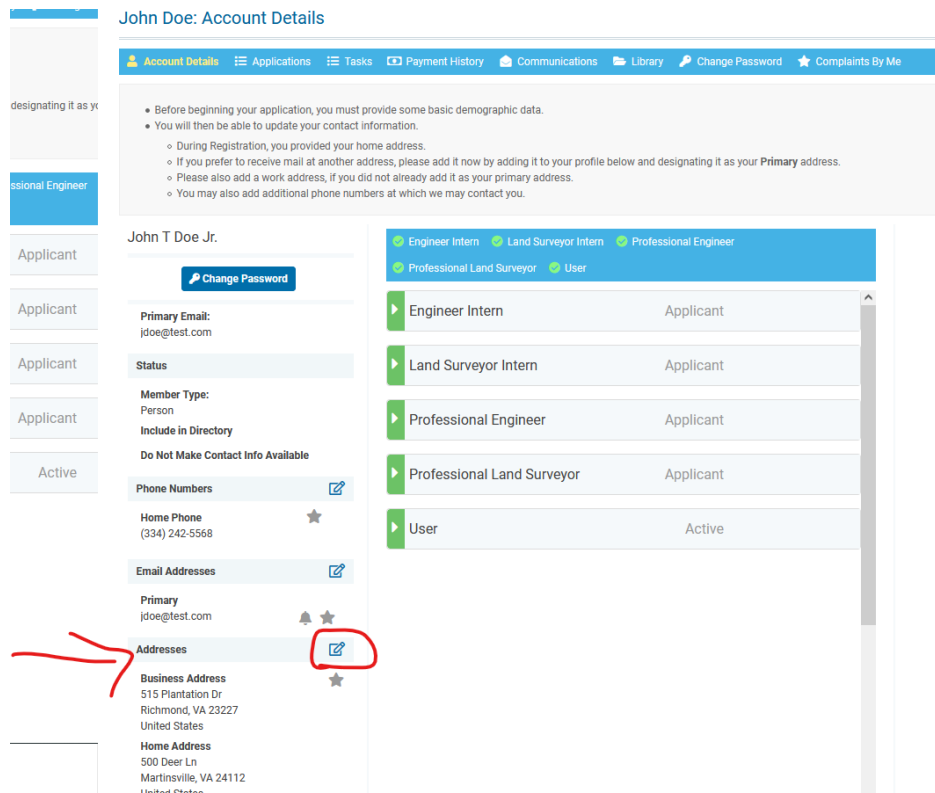 John Doe: Account Details
Account Details Applications Tasks Payment History Communications Library Change Password Complaints By Me
Before beginning your application, you must provide some basic demographic data.
You will then be able to update your contact information.
During Registration, you provided your home address.
If you prefer to receive mail at another address, please add it now by adding it to your profile below and designating it as your Primary address.
Please also add a work address, if you did not already add it as your primary address.
You may also add additional phone numbers at which we may contact you.
designating it as yo
ssional Engineer
Applicant
Applicant
Applicant
Applicant
Active
John T Doe Jr.
Change Password
Primary Email:
jdoe@test.com
Status
Member Type:
Person
Include in Directory
Do Not Make Contact Info Available
Phone Numbers
Home Phone
(334) 242-5568
Email Addresses
Primary
jdoe@test.com
Addresses
Business Address
515 Plantation Dr
Richmond, VA 23227
United States
Home Address
500 Deer Ln
Martinsville, VA 24112
United States
Engineer Intern Land Surveyor Intern Professional Engineer
Professional Land Surveyor User
Engineer Intern Applicant
Land Surveyor Intern Applicant
Professional Engineer Applicant
Professional Land Surveyor Applicant
User Active